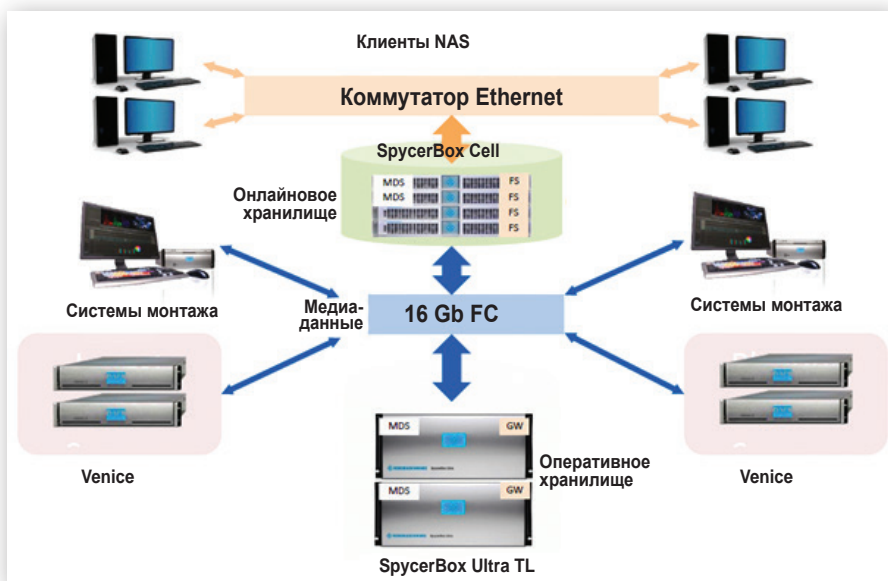 Клиенты NAS
Коммутатор Ethernet
SpycerBox Cell
MDS FS
MDS FS
FS
FS
Онлайновое
хранилище
Системы монтажа
Медиа-
данные
16 Gb FC
Системы монтажа
Venice
MDS GW
MDS GW
Оперативное
хранилище
Venice
SpycerBox Ultra TL